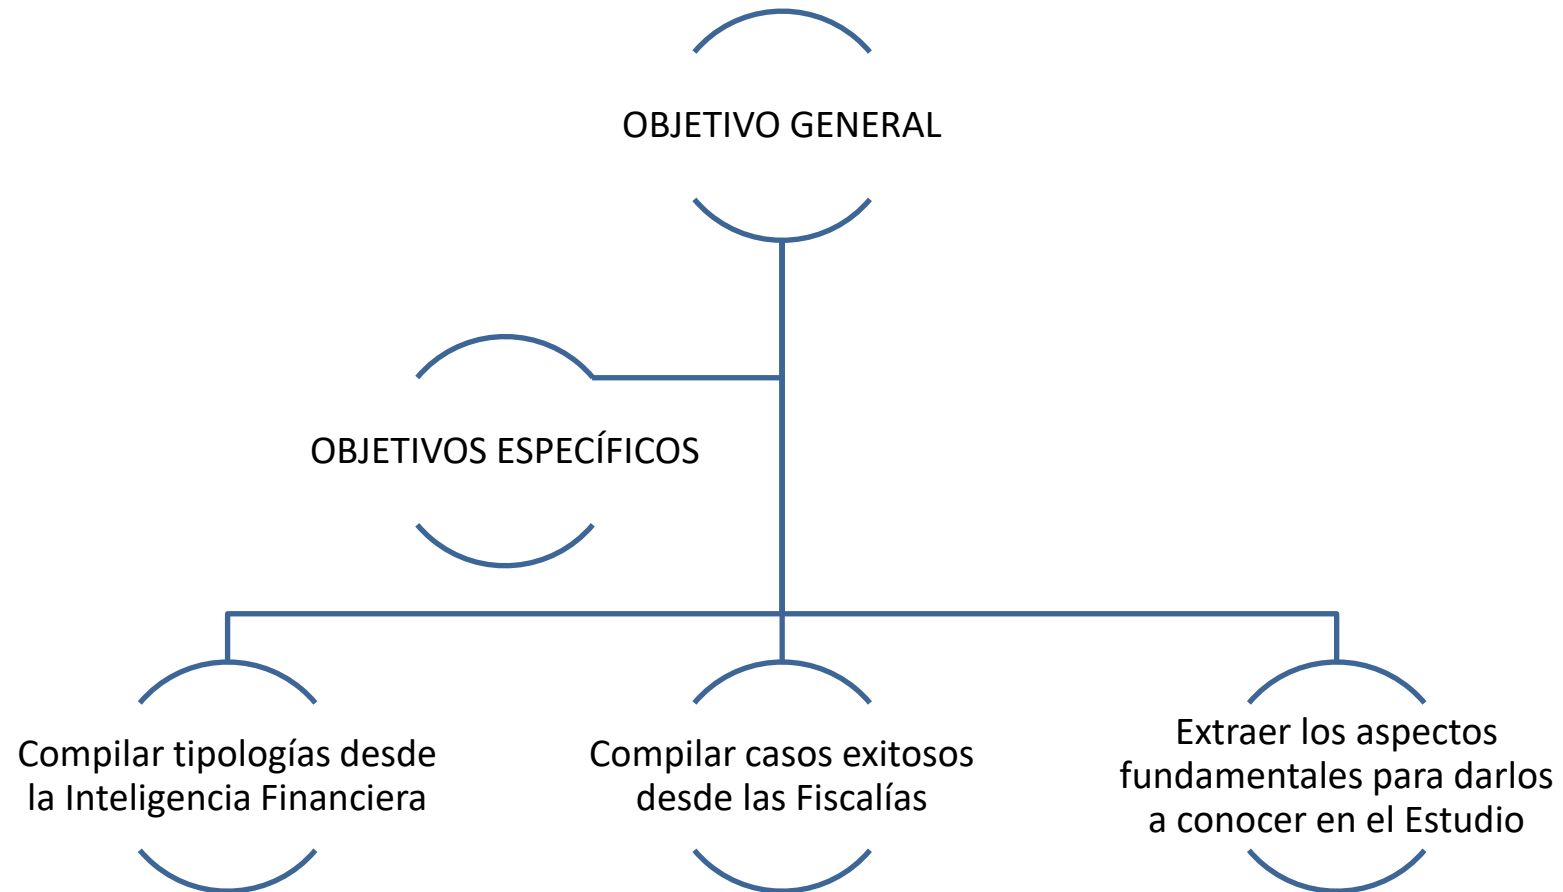 OBJETIVO GENERAL
OBJETIVOS ESPECÍFICOS
Compilar tipologías desde
la Inteligencia Financiera
Compilar casos exitosos
desde las Fiscalías
Extraer los aspectos
fundamentales para darlos
a conocer en el Estudio